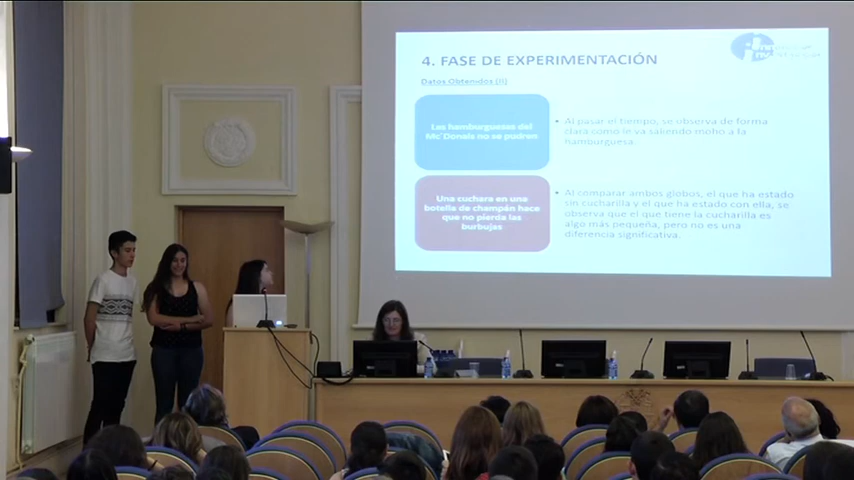 4. FASE DE EXPERIMENTACIÓN
Datos Obtenidos (II)
Las hamburguesas del
Mc´Donals no se pudren
• Al pasar el tiempo, se observa de forma
clara como le va saliendo moho a la
hamburguesa.
Una cuchara en una
botella de champán hace
que no pierda las
burbujas
• Al comparar ambos globos, el que ha estado
sin cucharilla y el que ha estado con ella, se
observa que el que tiene la cucharilla es
algo más pequeña, pero no es una
diferencia significativa.